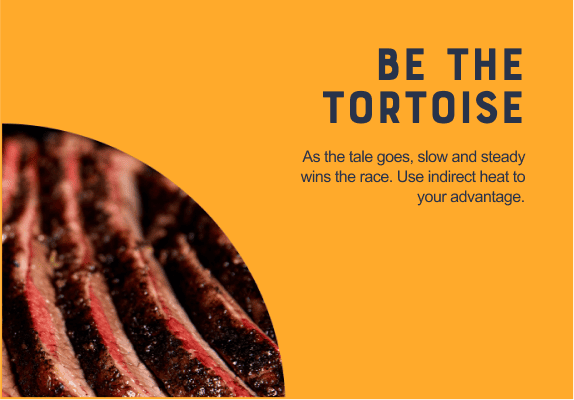 BE THE
TORTOISE
As the tale goes, slow and steady
wins the race. Use indirect heat to
your advantage.